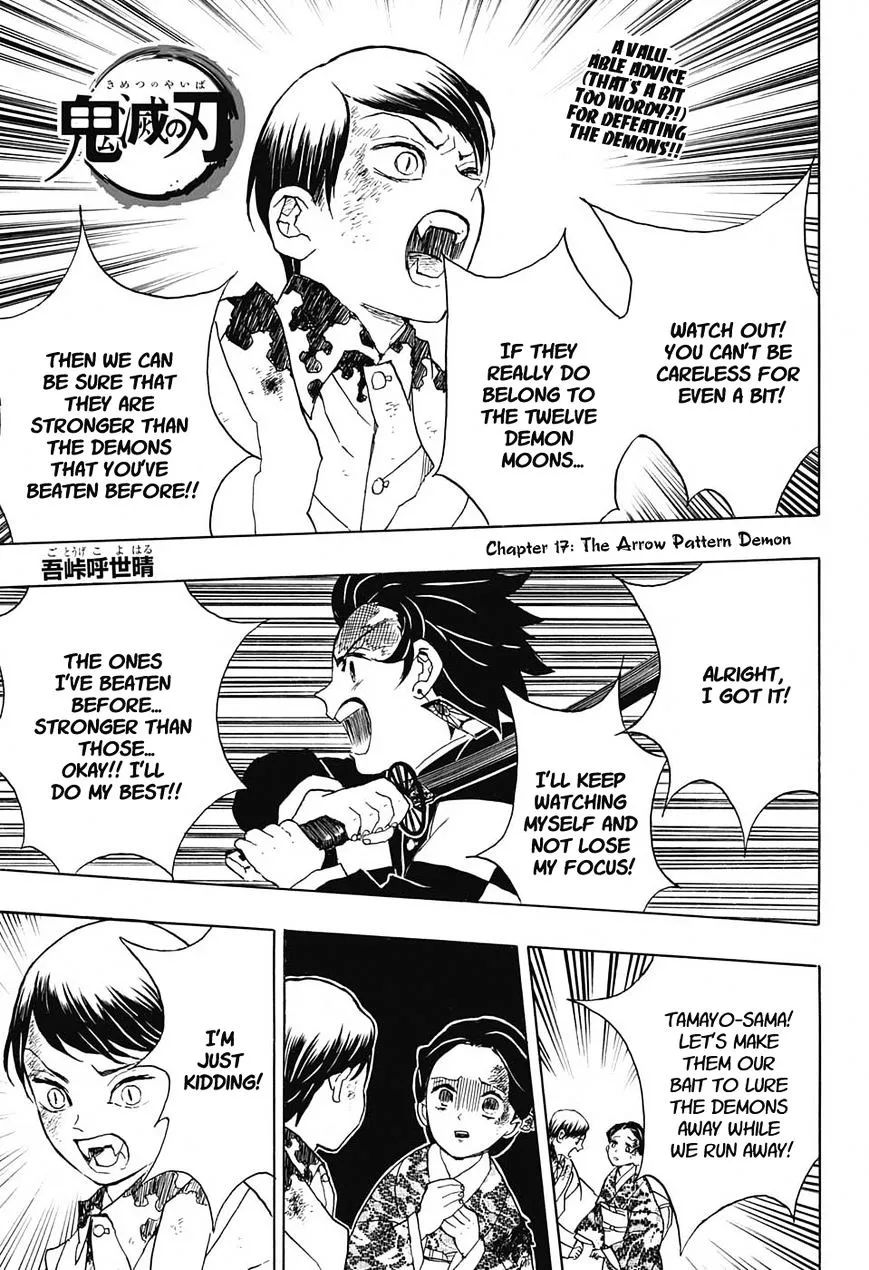 きめつのやいば
鬼滅の刃
A VALU-
ABLE ADVICE
(THAT'S A BIT
TOO WORDY?!)
FOR DEFEATING
THE DEMONS!!
WATCH OUT!
YOU CAN'T BE
CARELESS FOR
EVEN A BIT!
IF THEY
REALLY DO
BELONG TO
THE TWELVE
DEMON
MOONS...
THEN WE CAN
BE SURE THAT
THEY ARE
STRONGER THAN
THE DEMONS
THAT YOU'VE
BEATEN BEFORE!!
Chapter 17: The Arrow Pattern Demon
ごとうげこよはる
吾峠呼世晴
ALRIGHT,
I GOT IT!
I'LL KEEP
WATCHING
MYSELF AND
NOT LOSE
MY FOCUS!
THE ONES
I'VE BEATEN
BEFORE...
STRONGER THAN
THOSE...
OKAY!! I'LL
DO MY BEST!!
TAMAYO-SAMA!
LET'S MAKE
THEM OUR
BAIT TO LURE
THE DEMONS
AWAY WHILE
WE RUN AWAY!
I'M
JUST
KIDDING!